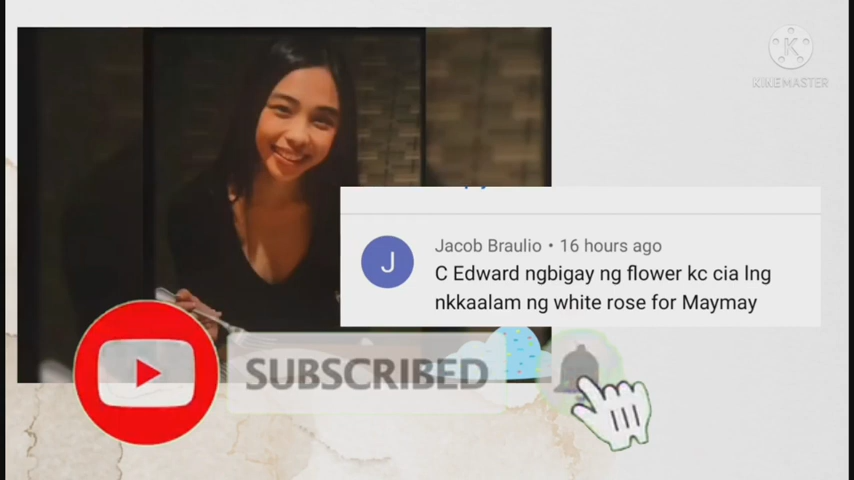 KINEMASTER
Jacob Braulio • 16 hours ago
J
C Edward ngbigay ng flower kc cia lng
nkkaalam ng white rose for Maymay
SUBSCRIBED